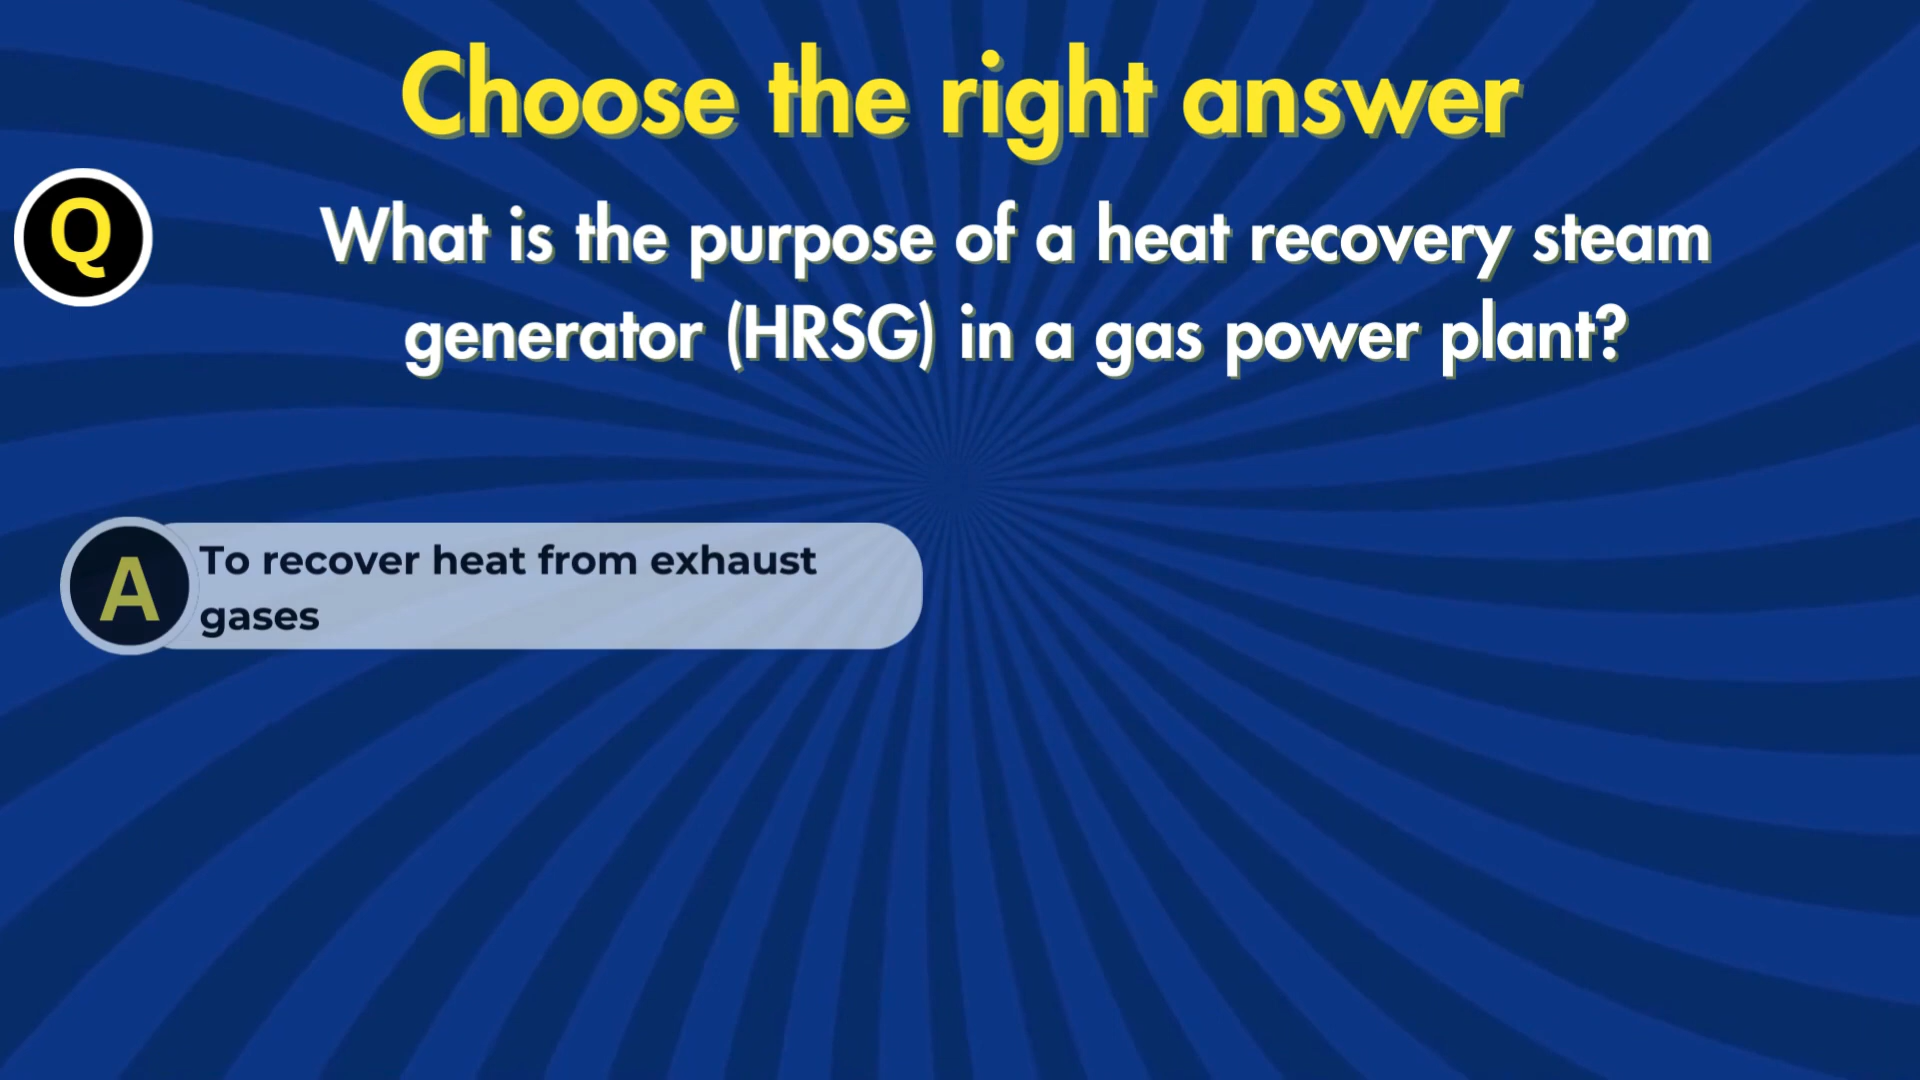 Choose the right answer
Q
What is the purpose of a heat recovery steam
generator (HRSG) in a gas power plant?
A
To recover heat from exhaust
gases